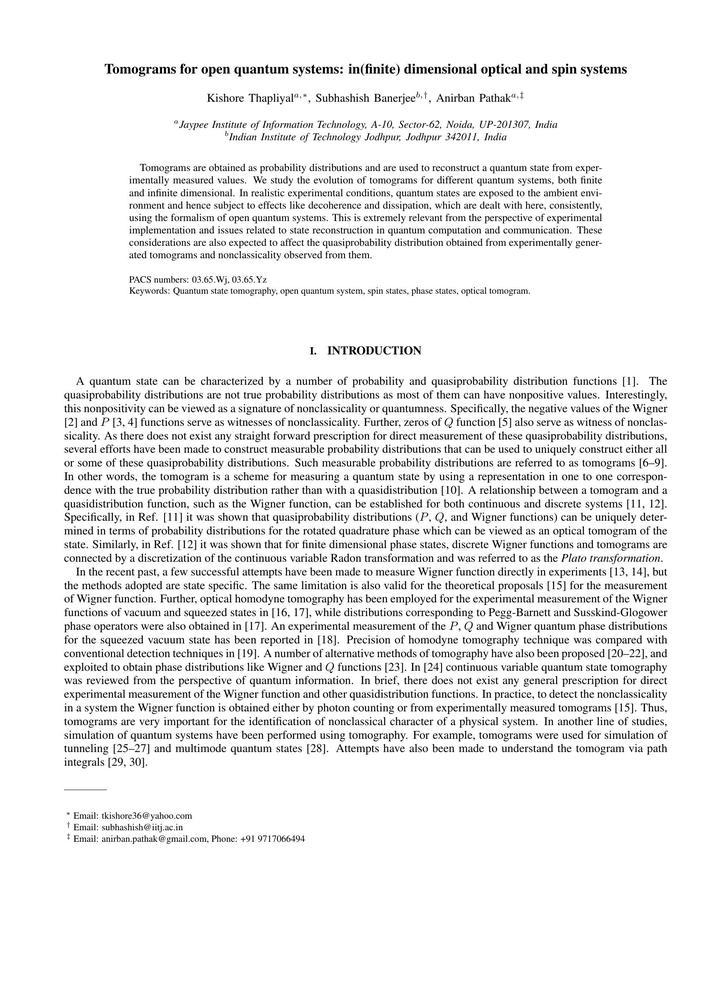 Tomograms for open quantum systems: in(finite) dimensional optical and spin systems
Kishore Thapliyal^{a,∗}, Subhashish Banerjee^{b,†}, Anirban Pathak^{a,‡}
^aJaypee Institute of Information Technology, A-10, Sector-62, Noida, UP-201307, India
^bIndian Institute of Technology Jodhpur, Jodhpur 342011, India
Tomograms are obtained as probability distributions and are used to reconstruct a quantum state from exper-
imentally measured values. We study the evolution of tomograms for different quantum systems, both finite
and infinite dimensional. In realistic experimental conditions, quantum states are exposed to the ambient envi-
ronment and hence subject to effects like decoherence and dissipation, which are dealt with here, consistently,
using the formalism of open quantum systems. This is extremely relevant from the perspective of experimental
implementation and issues related to state reconstruction in quantum computation and communication. These
considerations are also expected to affect the quasiprobability distribution obtained from experimentally gener-
ated tomograms and nonclassicality observed from them.
PACS numbers: 03.65.Wj, 03.65.Yz
Keywords: Quantum state tomography, open quantum system, spin states, phase states, optical tomogram.
I. INTRODUCTION
A quantum state can be characterized by a number of probability and quasiprobability distribution functions [1]. The
quasiprobability distributions are not true probability distributions as most of them can have nonpositive values. Interestingly,
this nonpositivity can be viewed as a signature of nonclassicality or quantumness. Specifically, the negative values of the Wigner
[2] and P [3, 4] functions serve as witnesses of nonclassicality. Further, zeros of Q function [5] also serve as witness of nonclas-
sicality. As there does not exist any straight forward prescription for direct measurement of these quasiprobability distributions,
several efforts have been made to construct measurable probability distributions that can be used to uniquely construct either all
or some of these quasiprobability distributions. Such measurable probability distributions are referred to as tomograms [6–9].
In other words, the tomogram is a scheme for measuring a quantum state by using a representation in one to one correspon-
dence with the true probability distribution rather than with a quasidistribution [10]. A relationship between a tomogram and a
quasidistribution function, such as the Wigner function, can be established for both continuous and discrete systems [11, 12].
Specifically, in Ref. [11] it was shown that quasiprobability distributions (P, Q, and Wigner functions) can be uniquely deter-
mined in terms of probability distributions for the rotated quadrature phase which can be viewed as an optical tomogram of the
state. Similarly, in Ref. [12] it was shown that for finite dimensional phase states, discrete Wigner functions and tomograms are
connected by a discretization of the continuous variable Radon transformation and was referred to as the Plato transformation.
In the recent past, a few successful attempts have been made to measure Wigner function directly in experiments [13, 14], but
the methods adopted are state specific. The same limitation is also valid for the theoretical proposals [15] for the measurement
of Wigner function. Further, optical homodyne tomography has been employed for the experimental measurement of the Wigner
functions of vacuum and squeezed states in [16, 17], while distributions corresponding to Pegg-Barnett and Susskind-Glogower
phase operators were also obtained in [17]. An experimental measurement of the P, Q and Wigner quantum phase distributions
for the squeezed vacuum state has been reported in [18]. Precision of homodyne tomography technique was compared with
conventional detection techniques in [19]. A number of alternative methods of tomography have also been proposed [20–22], and
exploited to obtain phase distributions like Wigner and Q functions [23]. In [24] continuous variable quantum state tomography
was reviewed from the perspective of quantum information. In brief, there does not exist any general prescription for direct
experimental measurement of the Wigner function and other quasidistribution functions. In practice, to detect the nonclassicality
in a system the Wigner function is obtained either by photon counting or from experimentally measured tomograms [15]. Thus,
tomograms are very important for the identification of nonclassical character of a physical system. In another line of studies,
simulation of quantum systems have been performed using tomography. For example, tomograms were used for simulation of
tunneling [25–27] and multimode quantum states [28]. Attempts have also been made to understand the tomogram via path
integrals [29, 30].
∗ Email: tkishore36@yahoo.com
† Email: subhashish@iitj.ac.in
‡ Email: anirban.pathak@gmail.com, Phone: +91 9717066494